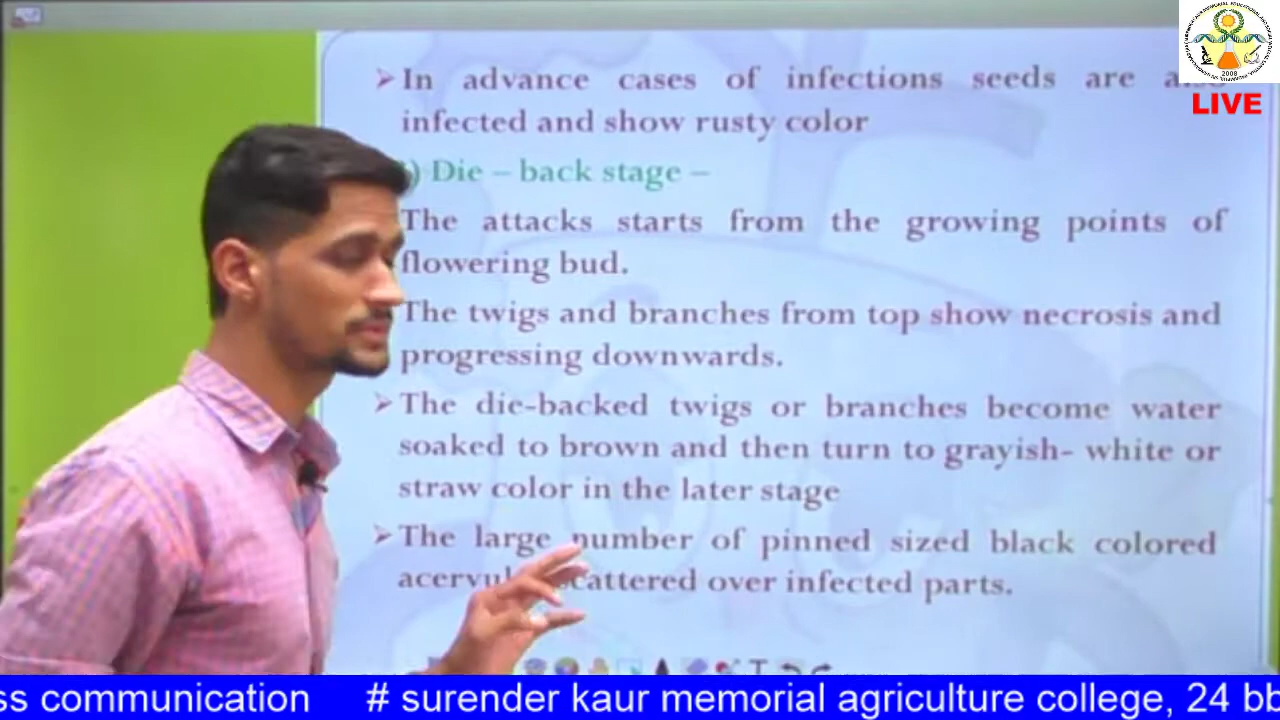 LIVE
➢In advance cases of infections seeds are also
infected and show rusty color
) Die – back stage –
The attacks starts from the growing points of
flowering bud.
The twigs and branches from top show necrosis and
progressing downwards.
➢The die-backed twigs or branches become water
soaked to brown and then turn to grayish- white or
straw color in the later stage
➢The large number of pinned sized black colored
scattered over infected parts.
2008
ss communication # surender kaur memorial agriculture college, 24 bb